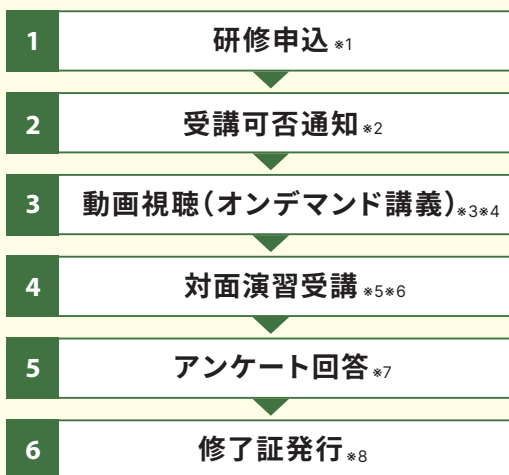 1 研修申込 ※1
2 受講可否通知 ※2
3 動画視聴（オンデマンド講義）※3※4
4 対面演習受講 ※5※6
5 アンケート回答 ※7
6 修了証発行 ※8